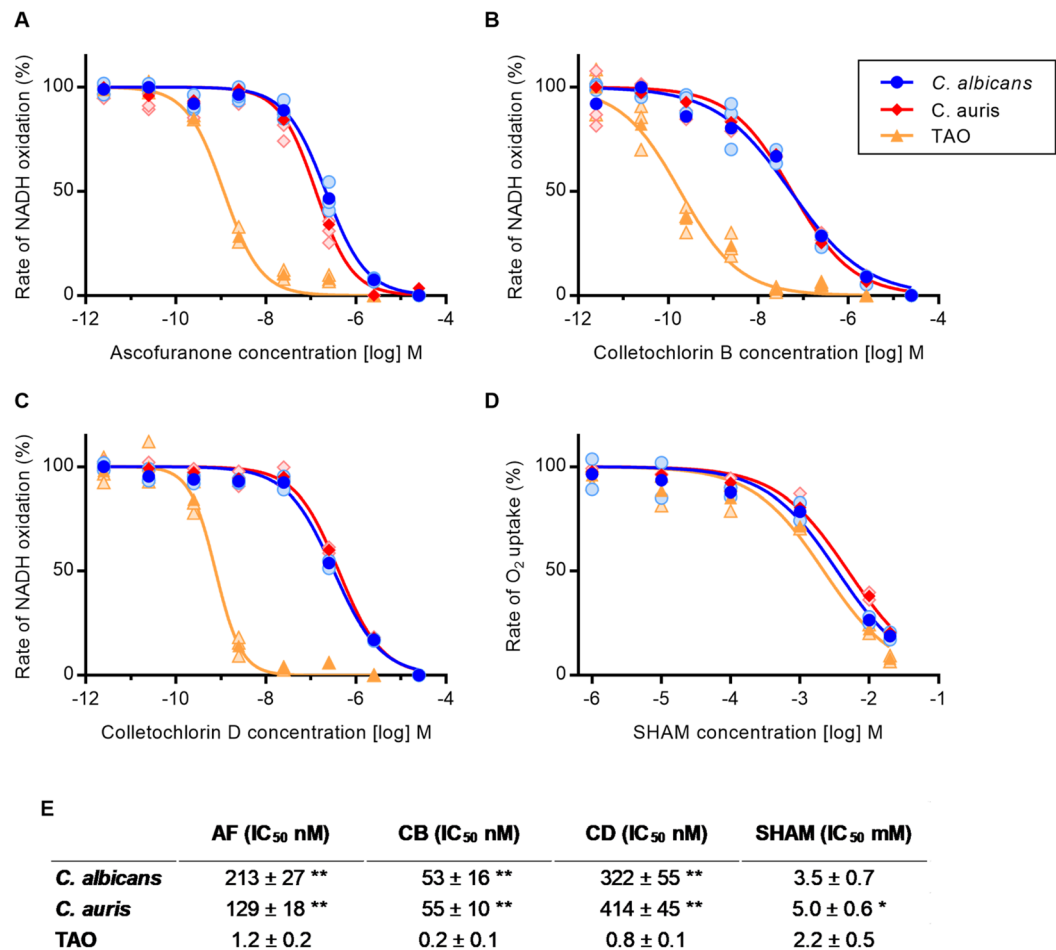 A
Rate of NADH oxidation (%)
100
50
0
-12 -10 -8 -6 -4
Ascofuranone concentration [log] M
B
Rate of NADH oxidation (%)
100
50
0
-12 -10 -8 -6 -4
Colletochlorin B concentration [log] M
C. albicans
C. auris
TAO
C
Rate of NADH oxidation (%)
100
50
0
-12 -10 -8 -6 -4
Colletochlorin D concentration [log] M
D
Rate of O₂ uptake (%)
100
50
0
-6 -5 -4 -3 -2 -1
SHAM concentration [log] M
E
AF (IC₅₀ nM) CB (IC₅₀ nM) CD (IC₅₀ nM) SHAM (IC₅₀ mM)
C. albicans 213 ± 27 ** 53 ± 16 ** 322 ± 55 ** 3.5 ± 0.7
C. auris 129 ± 18 ** 55 ± 10 ** 414 ± 45 ** 5.0 ± 0.6 *
TAO 1.2 ± 0.2 0.2 ± 0.1 0.8 ± 0.1 2.2 ± 0.5